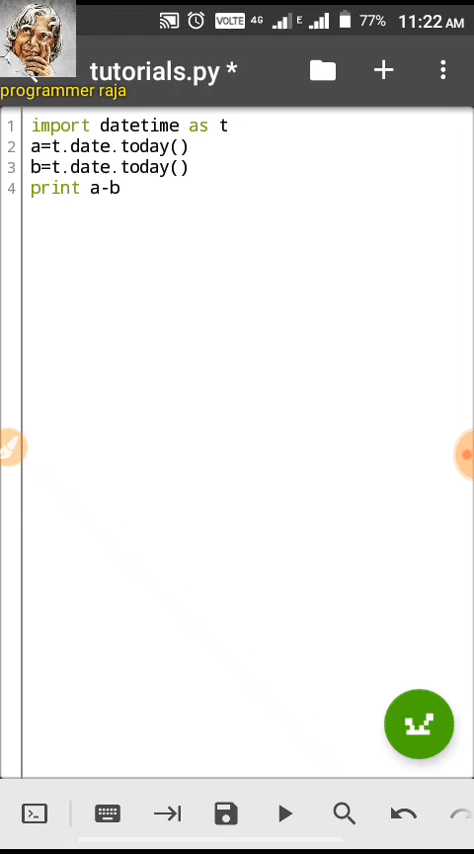 VOLTE 4G E 77% 11:22 AM
tutorials.py *
programmer raja
1 import datetime as t
2 a=t.date.today()
3 b=t.date.today()
4 print a-b